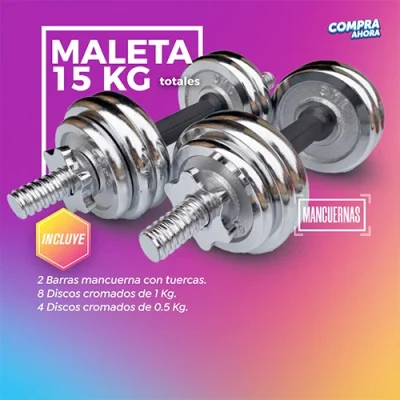 COMPRA
AHORA
MALETA
15 KG totales
MANCUERNAS
INCLUYE
2 Barras mancuerna con tuercas.
8 Discos cromados de 1 Kg.
4 Discos cromados de 0.5 Kg.